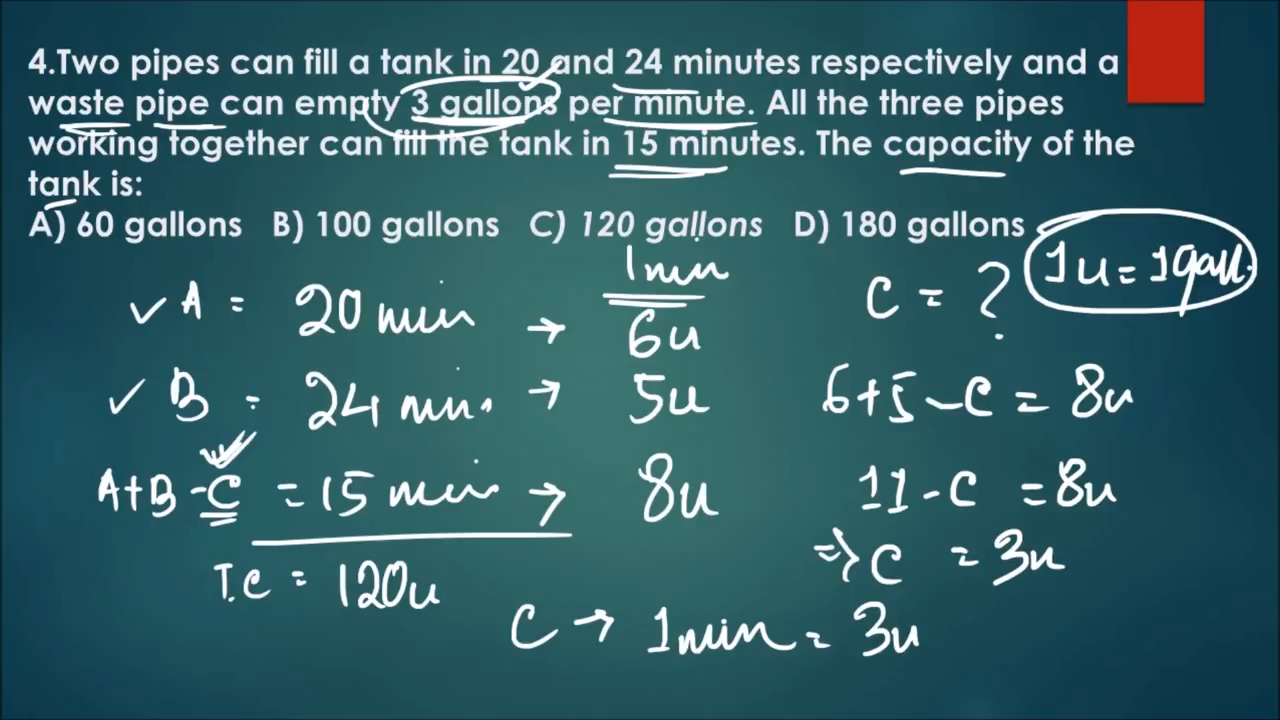 4.Two pipes can fill a tank in 20 and 24 minutes respectively and a
waste pipe can empty 3 gallons per minute. All the three pipes
working together can fill the tank in 15 minutes. The capacity of the
tank is:
A) 60 gallons B) 100 gallons C) 120 gallons D) 180 gallons
1 min
C = ? 1u = 1gall.
A = 20 min → 6u
B = 24 min → 5u
6+5-C = 8u
A+B-C = 15 min → 8u
11-C = 8u
⇒ C = 3u
T.C = 120u
C → 1min = 3u